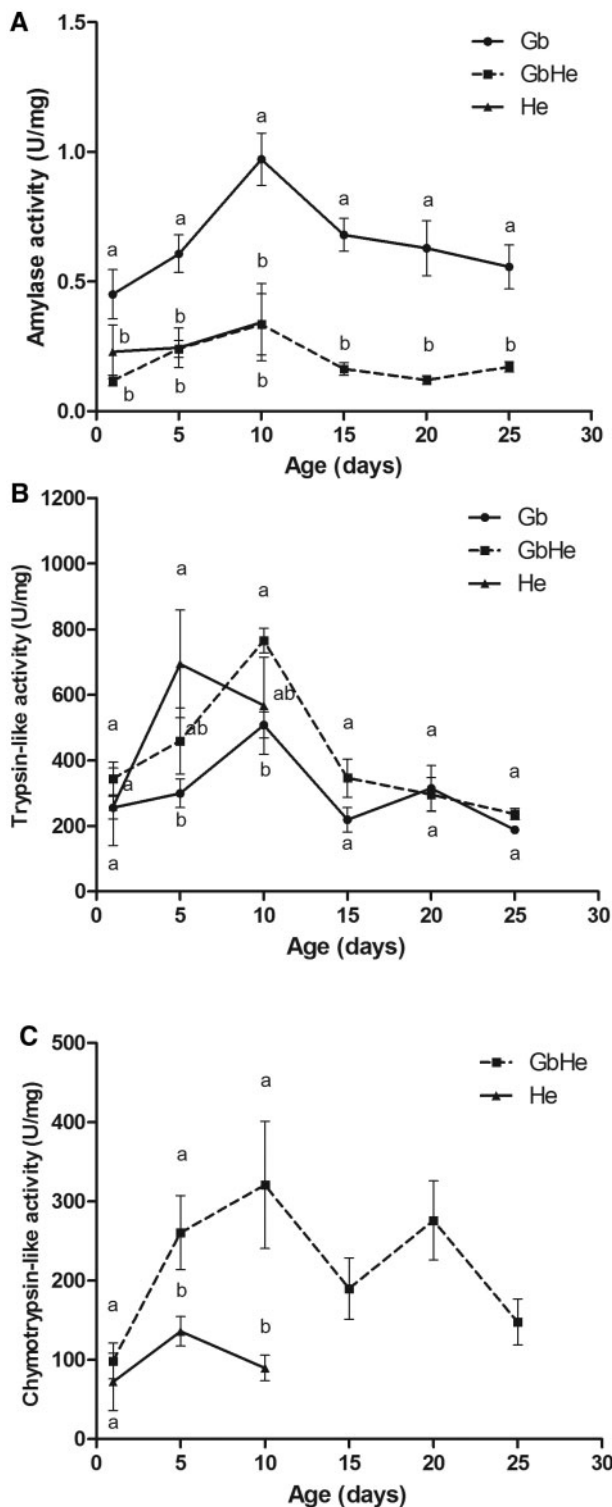 A
1.5
Gb
GbHe
He
a
1.0
a
a
a
a
a
0.5
b
b
b
b
b
b
b
b
b
0.0
0 5 10 15 20 25 30
Age (days)
Amylase activity (U/mg)
B
1200
Gb
GbHe
He
1000
a
a
800
600
ab
ab
a
a
a
a
400
a
b
200
b
a
a
a
a
0
0 5 10 15 20 25 30
Age (days)
Trypsin-like activity (U/mg)
C
500
GbHe
He
a
400
a
300
200
b
b
a
100
a
0
0 5 10 15 20 25 30
Age (days)
Chymotrypsin-like activity (U/mg)